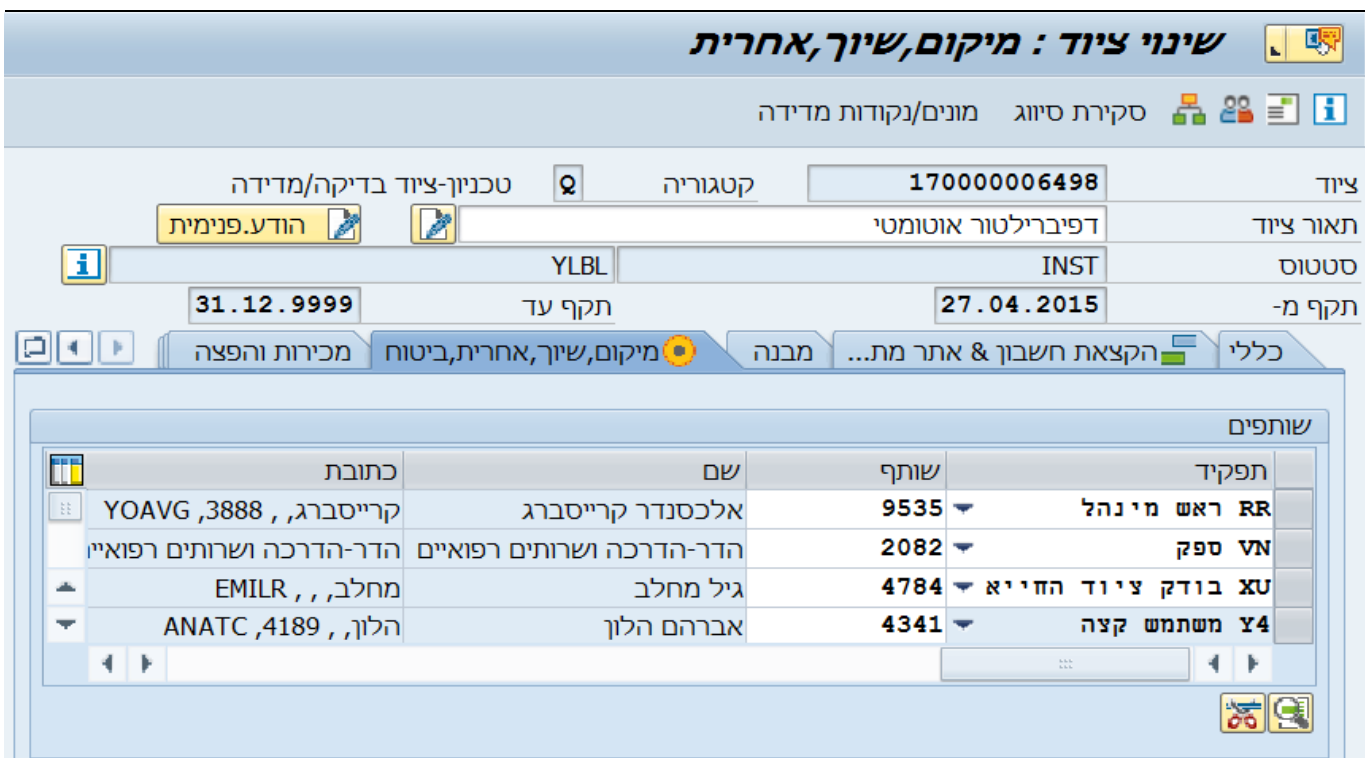 שינוי ציוד : מיקום,שיוך,אחרית
סקירת סיווג מונים/נקודות מדידה
ציוד 170000006498 קטגוריה Q טכניון-ציוד בדיקה/מדידה
תאור ציוד דפיברילטור אוטומטי הודע.פנימית
סטטוס INST YLBL
תקף מ- 27.04.2015 תקף עד 31.12.9999
כללי הקצאת חשבון & אתר מת... מבנה מיקום,שיוך,אחרית,ביטוח מכירות והפצה
שותפים
תפקיד שותף שם כתובת
RR ראש מינהל 9535 אלכסנדר קרייסברג קרייסברג, , 3888, YOAVG
VN ספק 2082 הדר-הדרכה ושרותים רפואיים הדר-הדרכה ושרותים רפואיי
XU בודק ציוד החייא 4784 גיל מחלב מחלב, , , EMILR
Y4 משתמש קצה 4341 אברהם הלון הלון, , 4189, ANATC